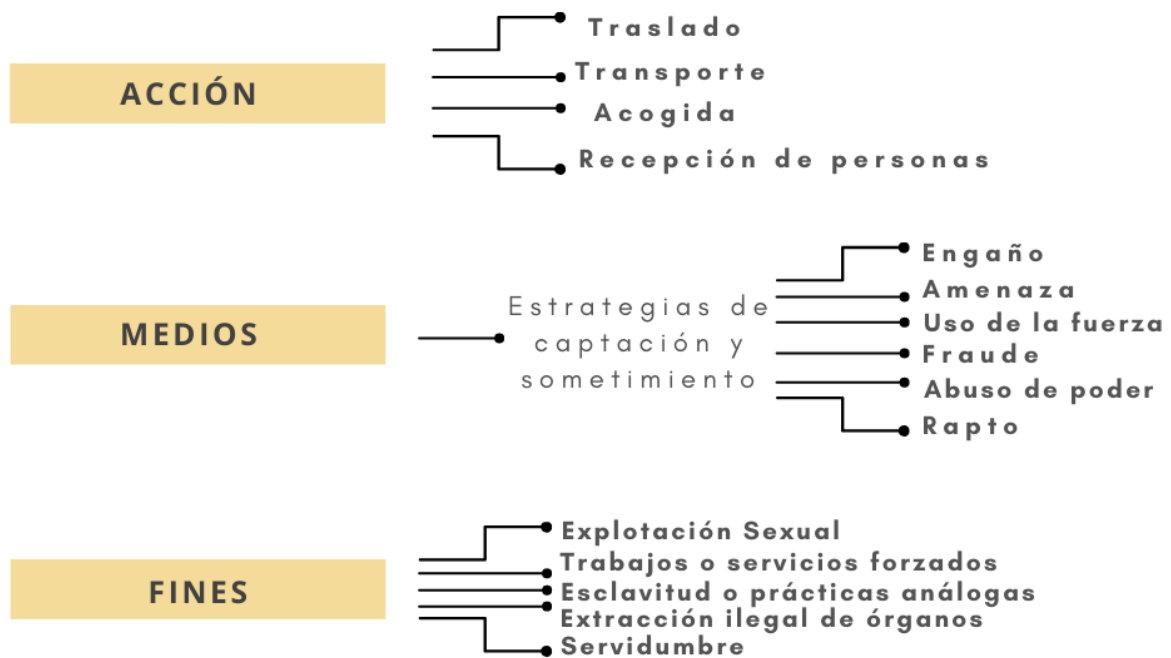 ACCIÓN
Traslado
Transporte
Acogida
Recepción de personas
MEDIOS
Estrategias de
captación y
sometimiento
Engaño
Amenaza
Uso de la fuerza
Fraude
Abuso de poder
Rapto
FINES
Explotación Sexual
Trabajos o servicios forzados
Esclavitud o prácticas análogas
Extracción ilegal de órganos
Servidumbre